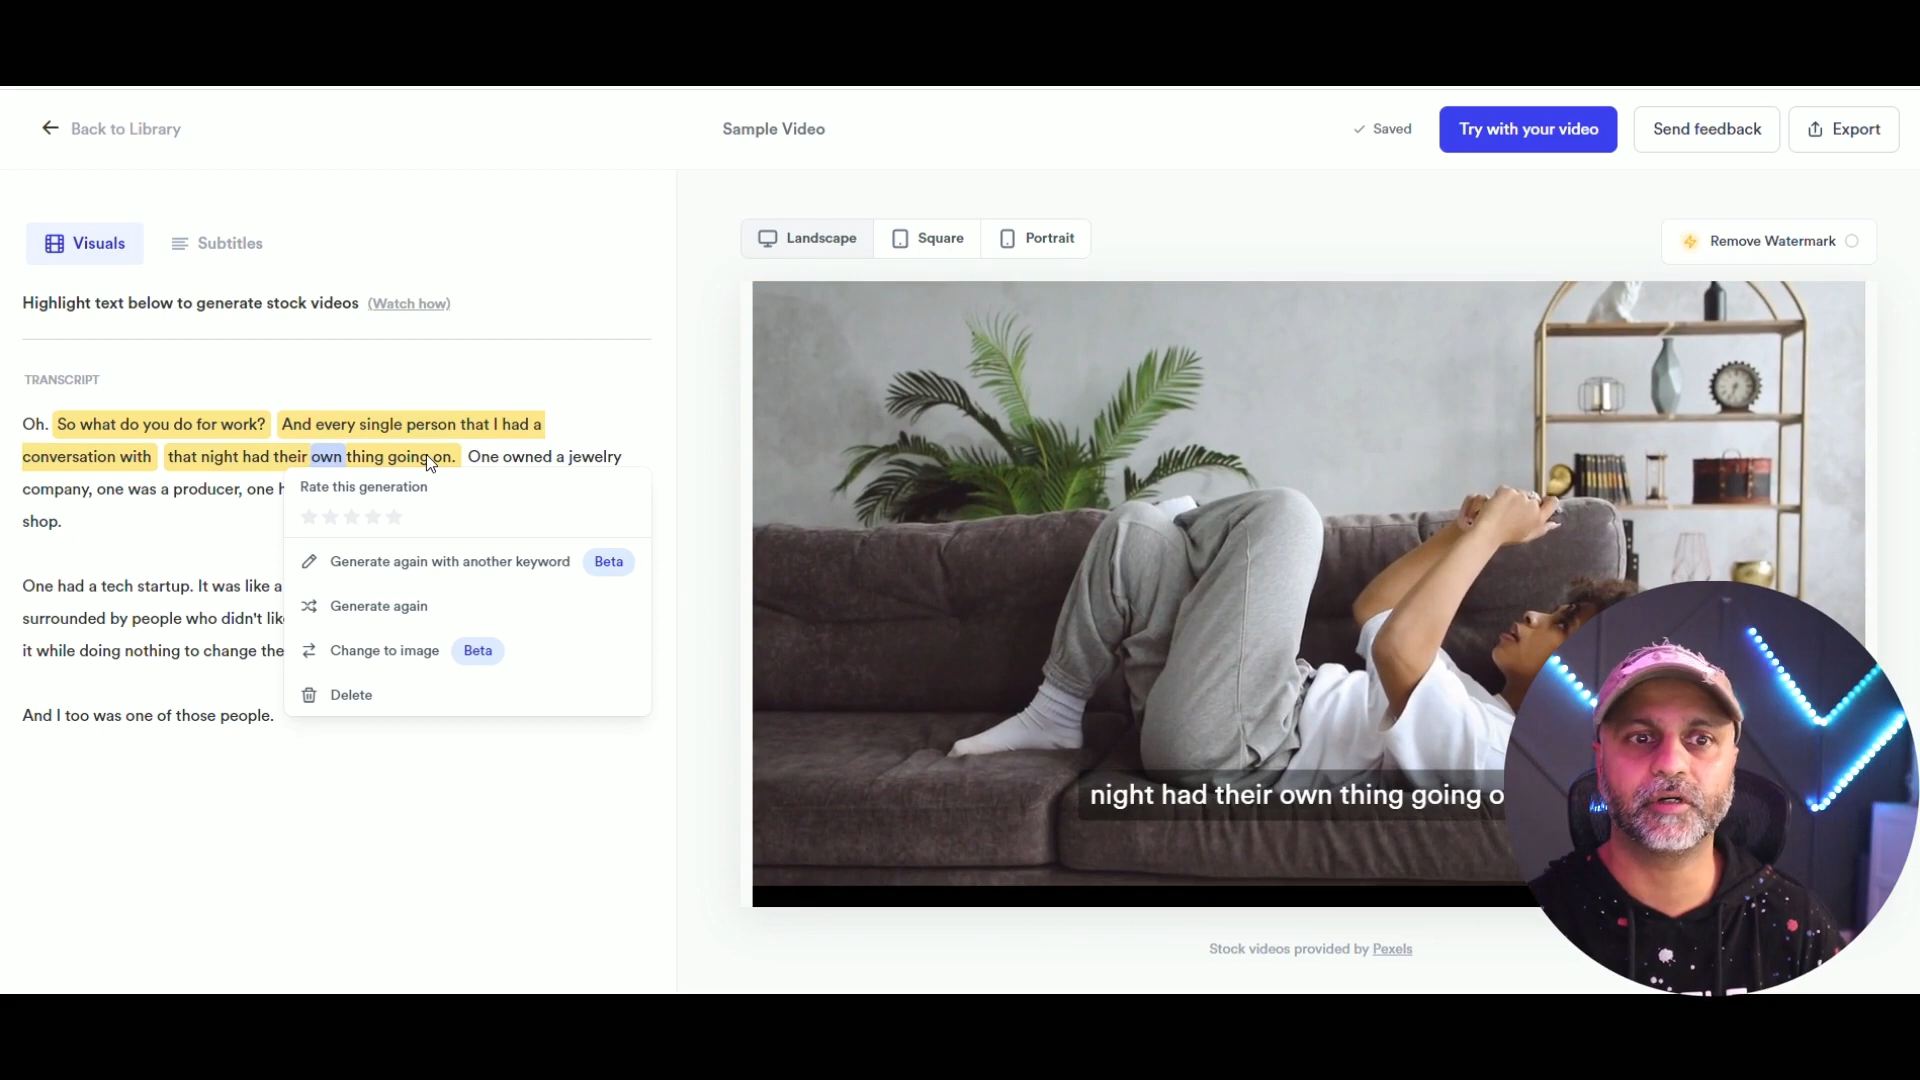 Back to Library
Sample Video
Saved
Try with your video
Send feedback
Export
Visuals
Subtitles
Highlight text below to generate stock videos (Watch how)
TRANSCRIPT
Oh. So what do you do for work? And every single person that I had a
conversation with that night had their own thing going on. One owned a jewelry
company, one was a producer, one
shop.
One had a tech startup. It was like a
surrounded by people who didn't
it while doing nothing to change
And I too was one of those people.
Rate this generation
Generate again with another keyword Beta
Generate again
Change to image Beta
Delete
Landscape
Square
Portrait
Remove Watermark
night had their own thing going
Stock videos provided by Pexels